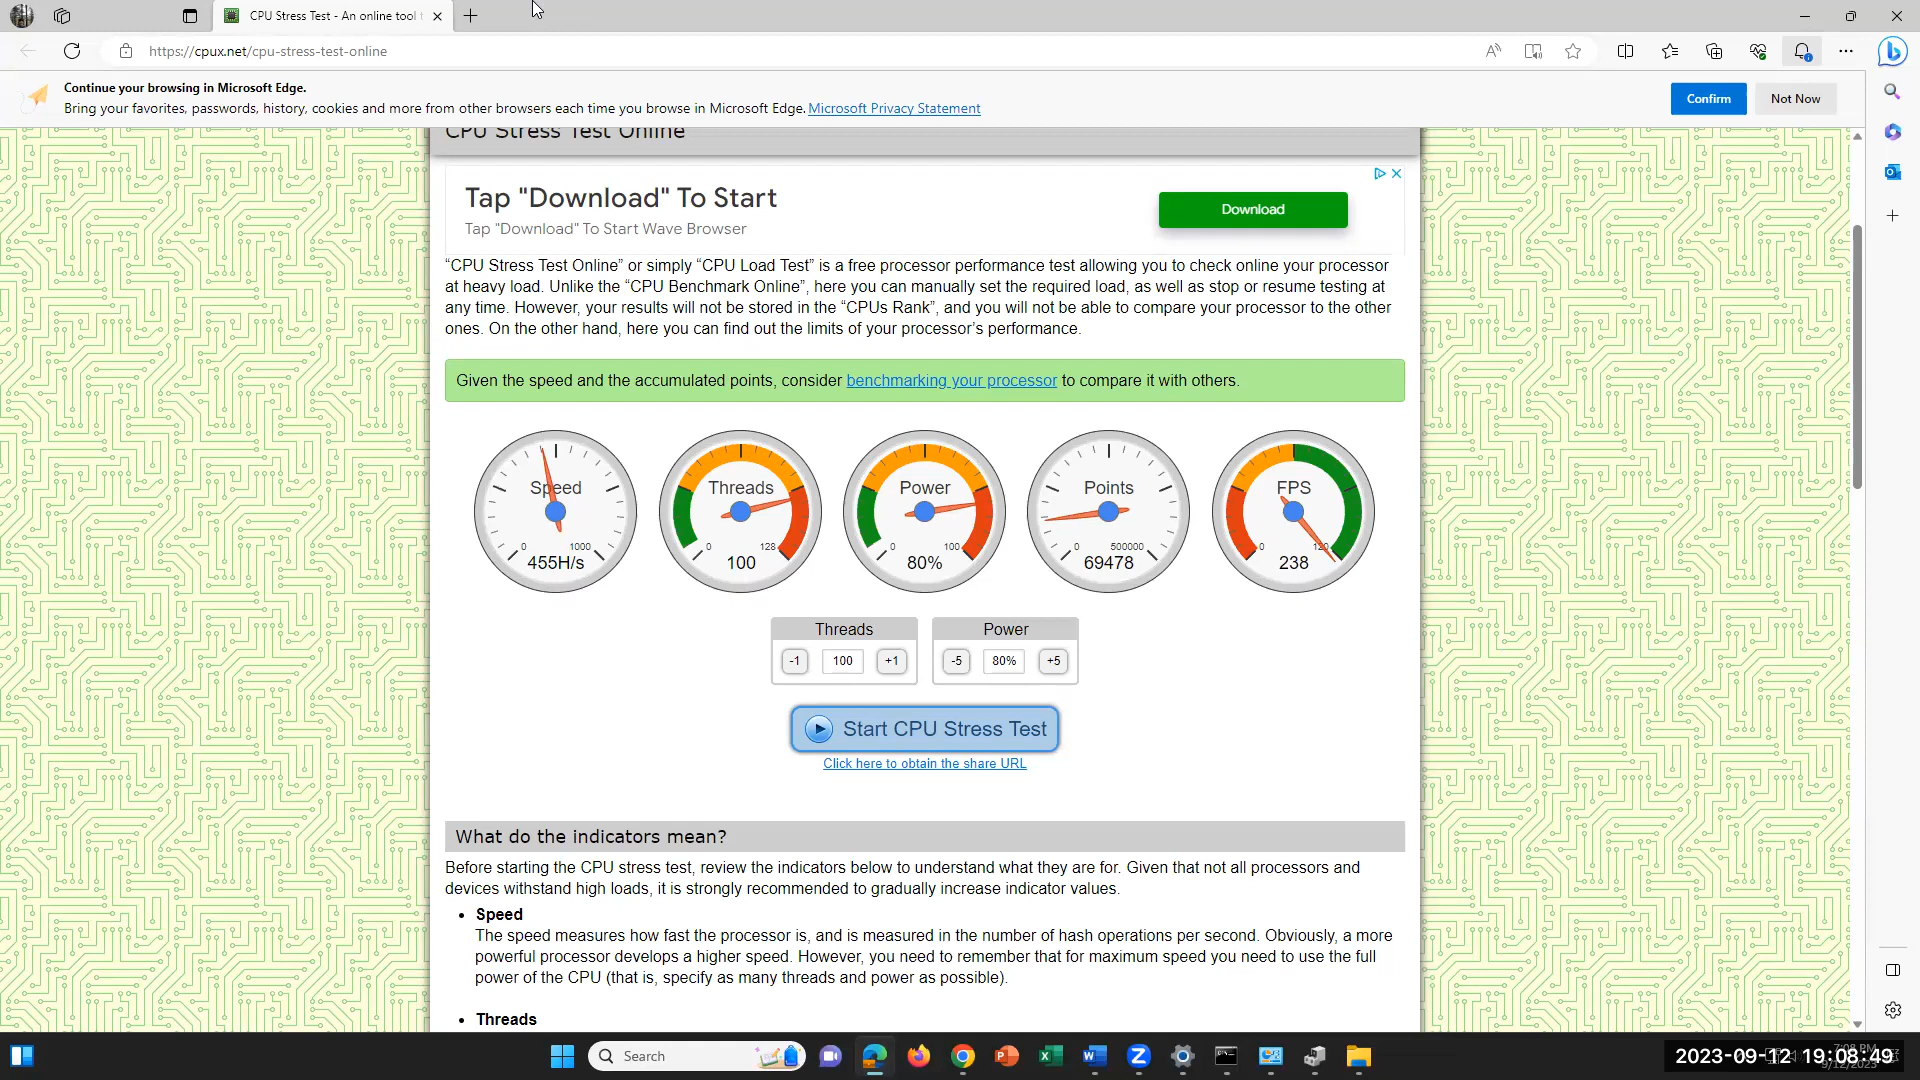 CPU Stress Test - An online tool
https://cpux.net/cpu-stress-test-online
Continue your browsing in Microsoft Edge.
Bring your favorites, passwords, history, cookies and more from other browsers each time you browse in Microsoft Edge. Microsoft Privacy Statement
Confirm
Not Now
CPU Stress Test Online
Tap "Download" To Start
Tap "Download" To Start Wave Browser
Download
“CPU Stress Test Online” or simply “CPU Load Test” is a free processor performance test allowing you to check online your processor
at heavy load. Unlike the “CPU Benchmark Online”, here you can manually set the required load, as well as stop or resume testing at
any time. However, your results will not be stored in the “CPUs Rank”, and you will not be able to compare your processor to the other
ones. On the other hand, here you can find out the limits of your processor’s performance.
Given the speed and the accumulated points, consider benchmarking your processor to compare it with others.
Speed
0 1000
455H/s
Threads
0 128
100
Power
0 100
80%
Points
0 500000
69478
FPS
0 120
238
Threads
-1 100 +1
Power
-5 80% +5
Start CPU Stress Test
Click here to obtain the share URL
What do the indicators mean?
Before starting the CPU stress test, review the indicators below to understand what they are for. Given that not all processors and
devices withstand high loads, it is strongly recommended to gradually increase indicator values.
• Speed
The speed measures how fast the processor is, and is measured in the number of hash operations per second. Obviously, a more
powerful processor develops a higher speed. However, you need to remember that for maximum speed you need to use the full
power of the CPU (that is, specify as many threads and power as possible).
• Threads
Search
2023-09-12 19:08:49